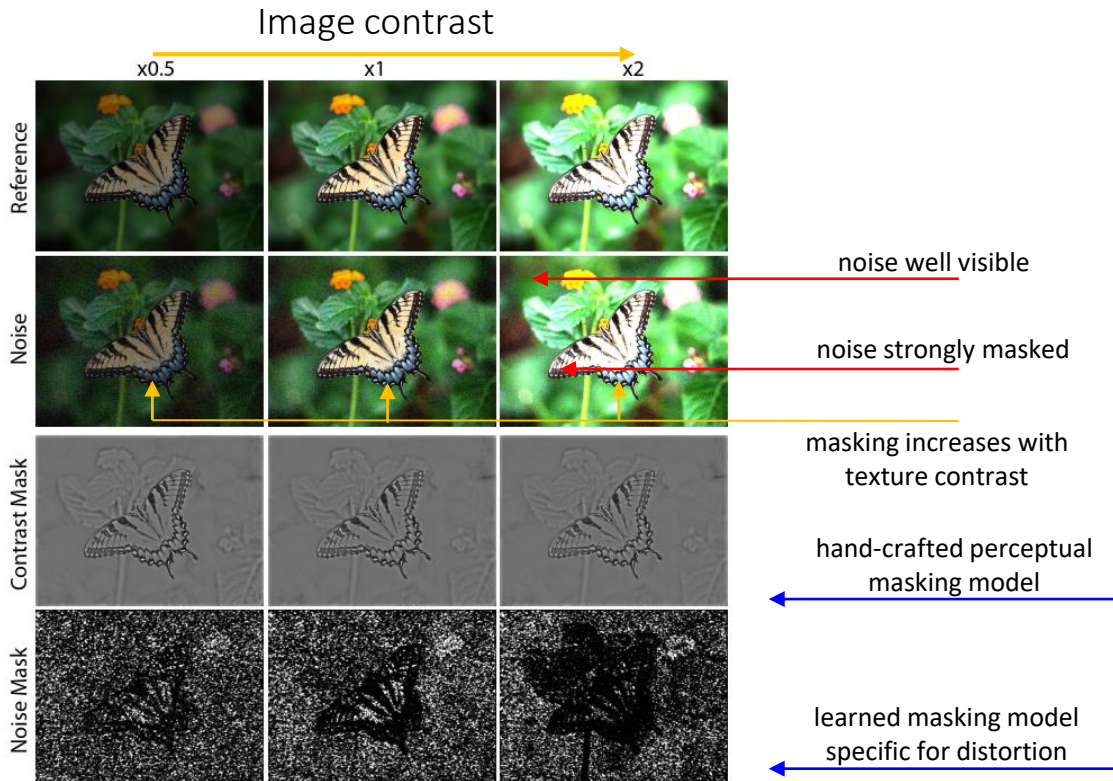 Image contrast
x0.5
x1
x2
Reference
Noise
noise well visible
noise strongly masked
masking increases with
texture contrast
Contrast Mask
hand-crafted perceptual
masking model
Noise Mask
learned masking model
specific for distortion